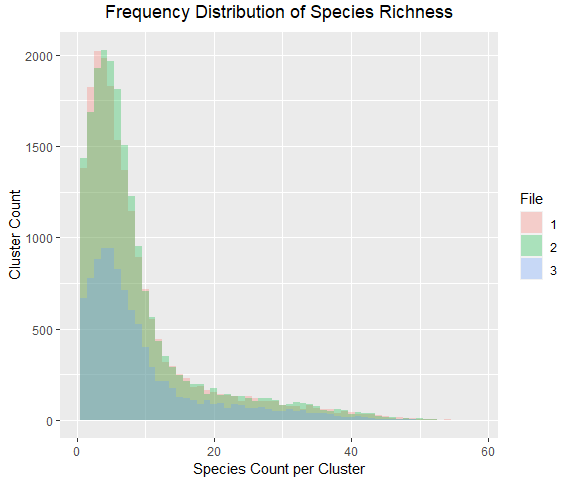 Frequency Distribution of Species Richness
2000
1500
1000
500
0
Cluster Count
0 20 40 60
Species Count per Cluster
File
1
2
3